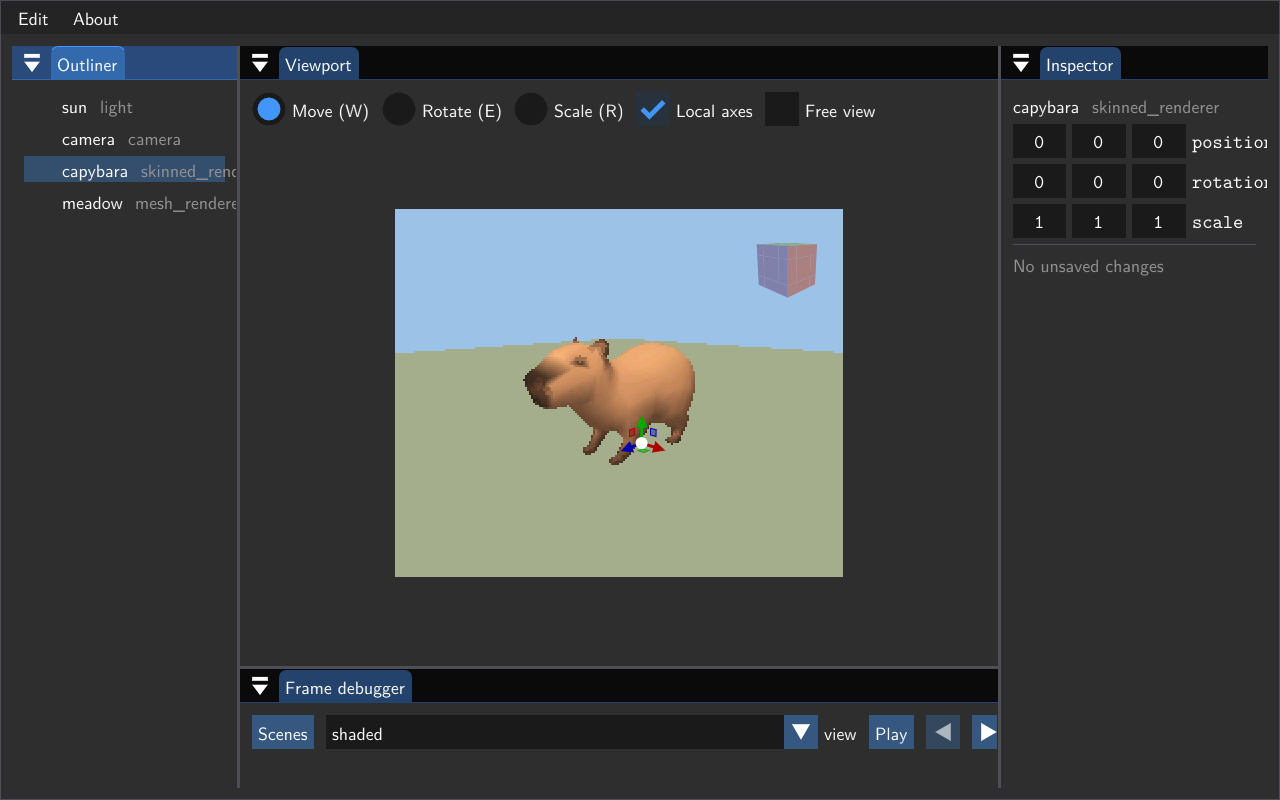 Edit About
Outliner
sun light
camera camera
capybara skinned_rend
meadow mesh_rendere
Viewport
Move (W) Rotate (E) Scale (R) Local axes Free view
Frame debugger
Scenes shaded view Play
Inspector
capybara skinned_renderer
0 0 0 position
0 0 0 rotation
1 1 1 scale
No unsaved changes